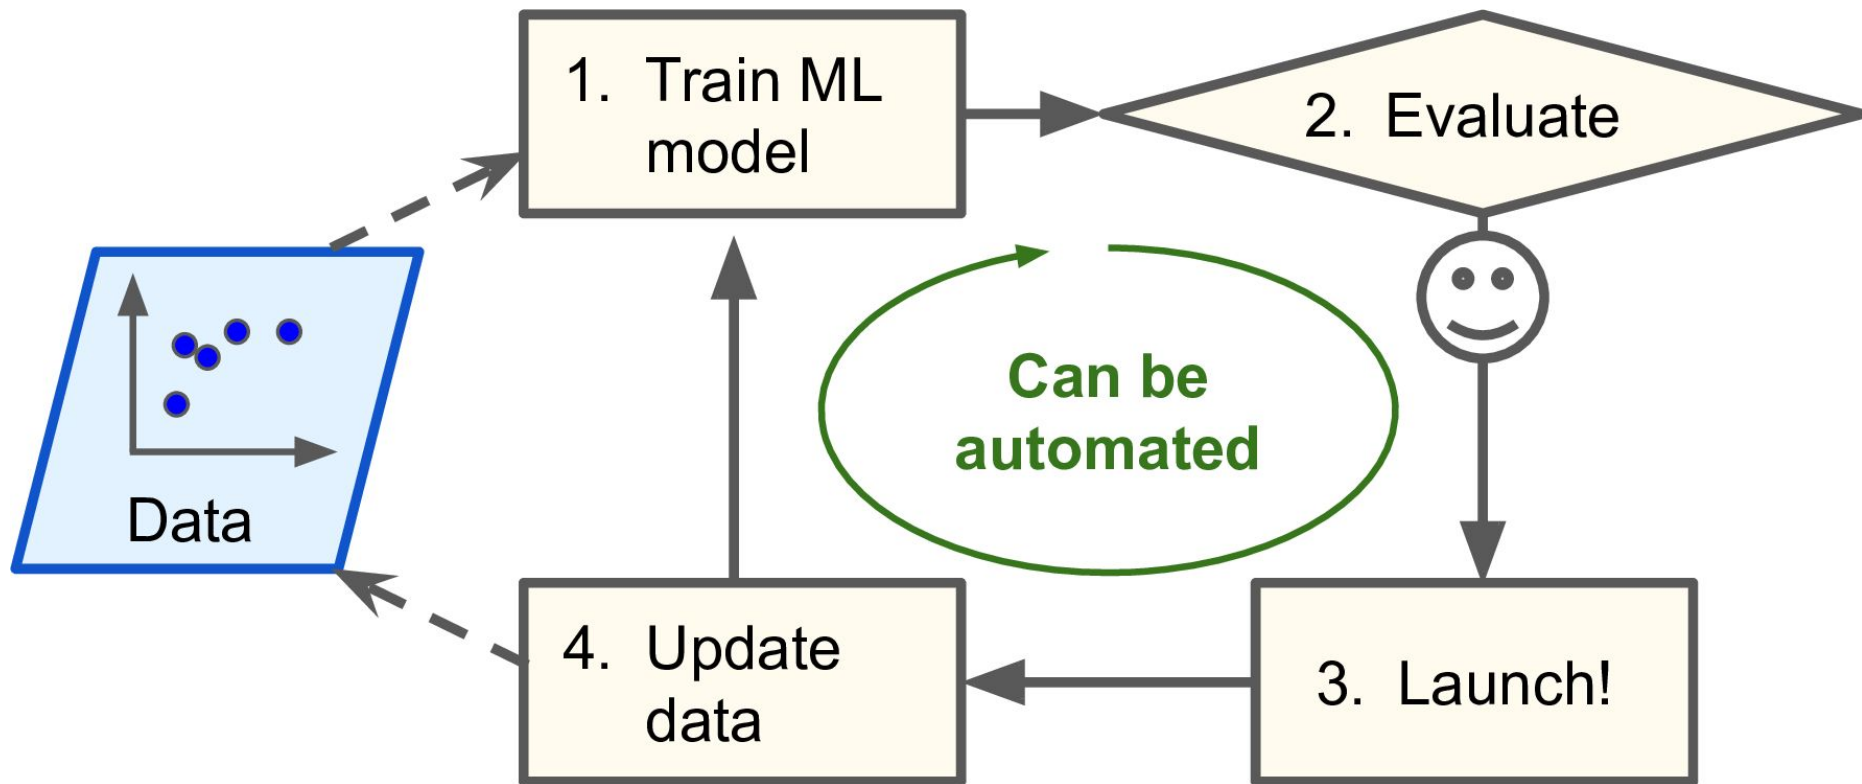 1. Train ML
model
2. Evaluate
Can be
automated
Data
4. Update
data
3. Launch!